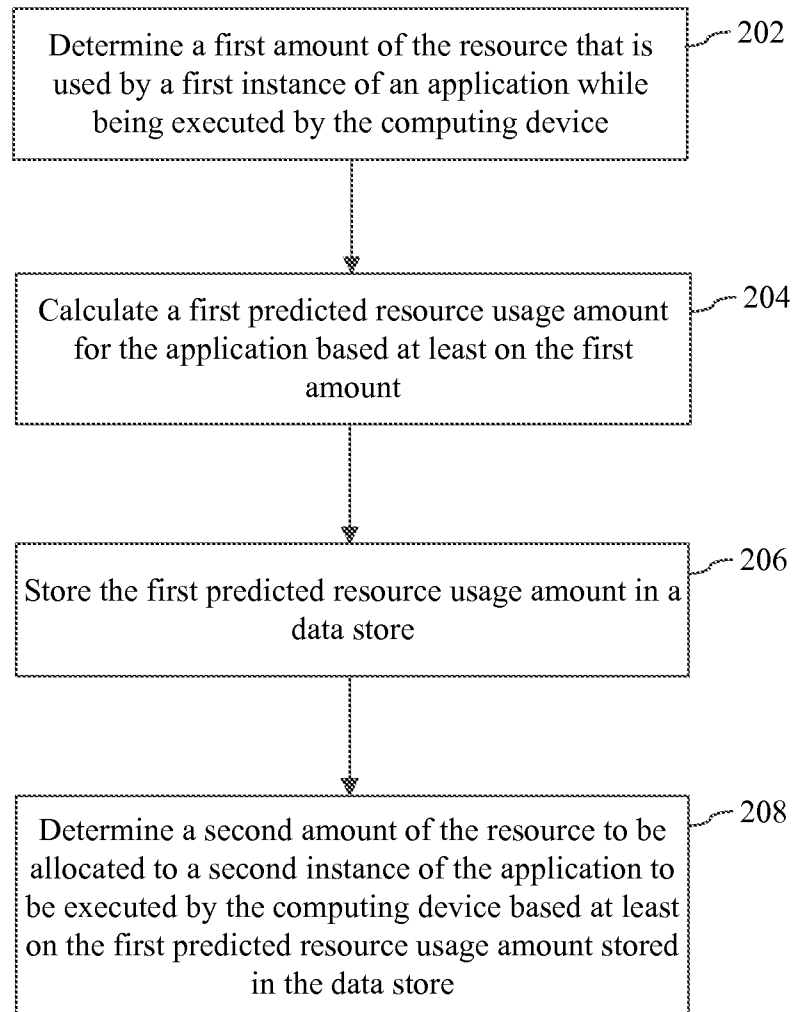 Determine a first amount of the resource that is
used by a first instance of an application while
being executed by the computing device
202
Calculate a first predicted resource usage amount
for the application based at least on the first
amount
204
Store the first predicted resource usage amount in a
data store
206
Determine a second amount of the resource to be
allocated to a second instance of the application to
be executed by the computing device based at least
on the first predicted resource usage amount stored
in the data store
208